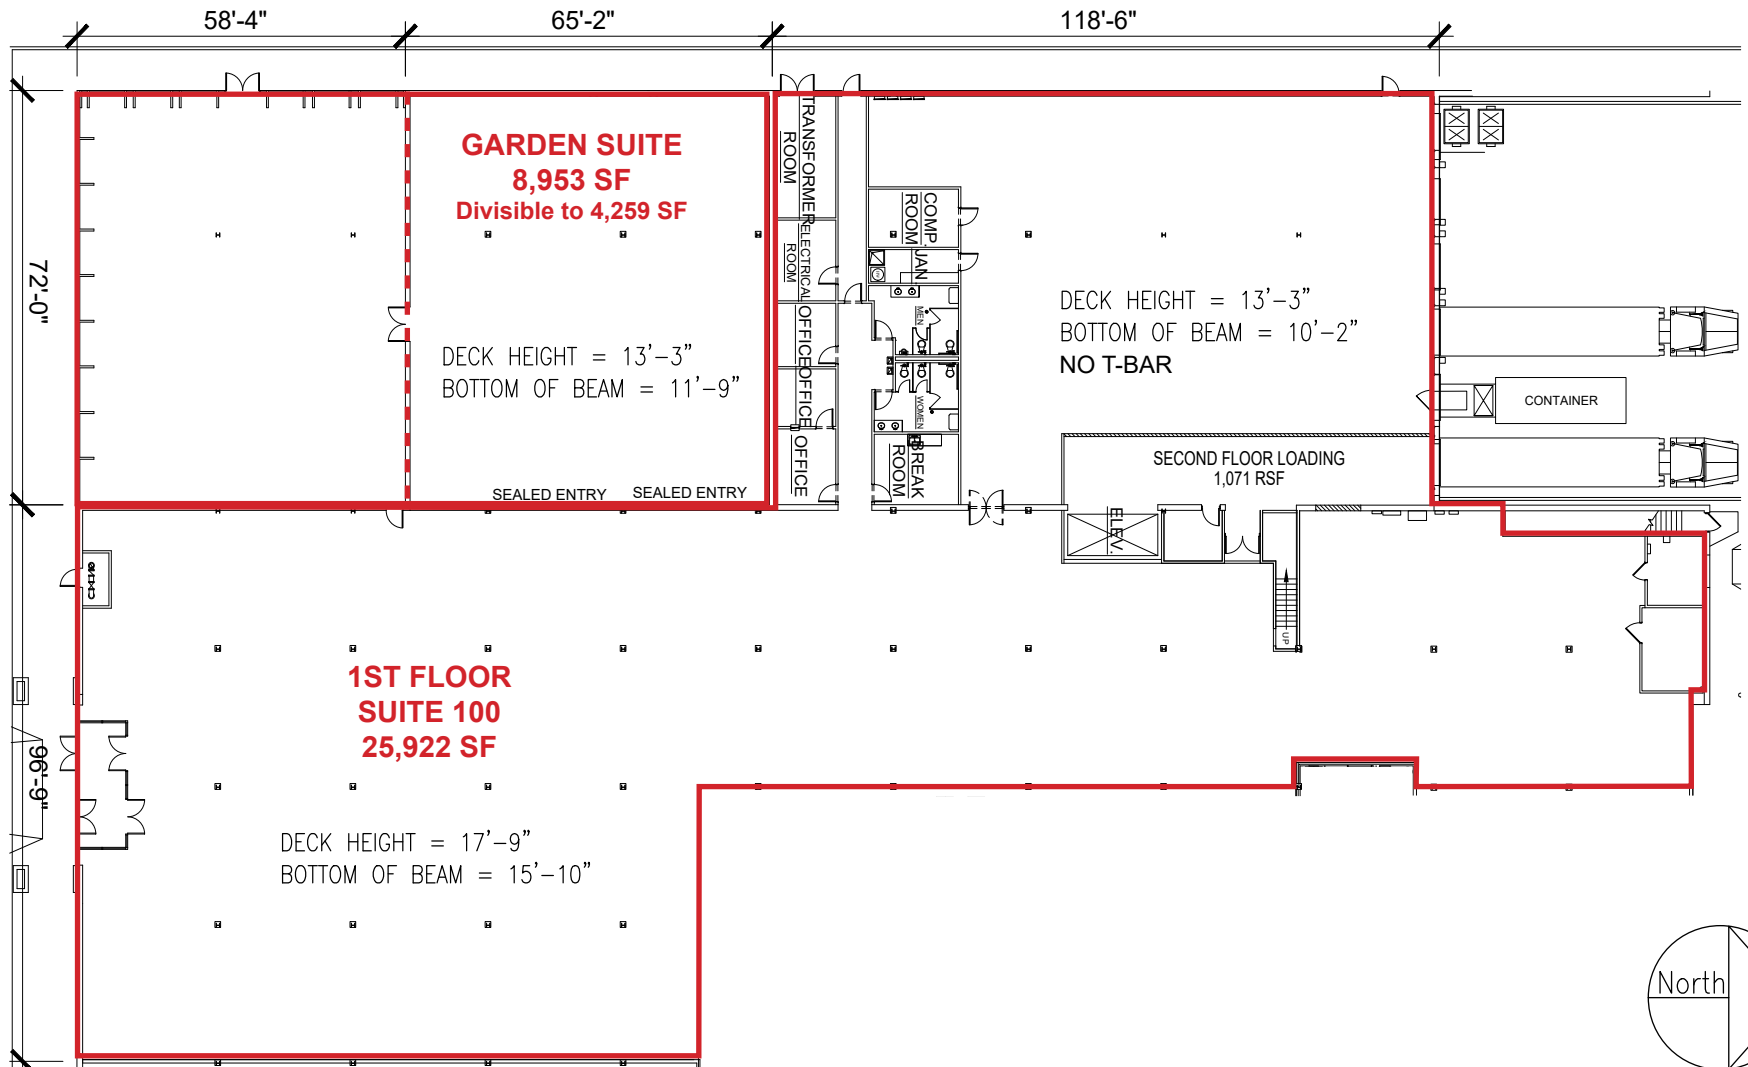 58'-4"
65'-2"
118'-6"
72'-0"
96'-9"
GARDEN SUITE
8,953 SF
Divisible to 4,259 SF
DECK HEIGHT = 13'-3"
BOTTOM OF BEAM = 11'-9"
SEALED ENTRY
SEALED ENTRY
TRANSFORMER
ROOM
ELECTRICAL
ROOM
OFFICE
OFFICE
OFFICE
COMP.
ROOM
JAN
MEN
WOMEN
BREAK
ROOM
DECK HEIGHT = 13'-3"
BOTTOM OF BEAM = 10'-2"
NO T-BAR
SECOND FLOOR LOADING
1,071 RSF
ELEV.
UP
CONTAINER
1ST FLOOR
SUITE 100
25,922 SF
DECK HEIGHT = 17'-9"
BOTTOM OF BEAM = 15'-10"
North